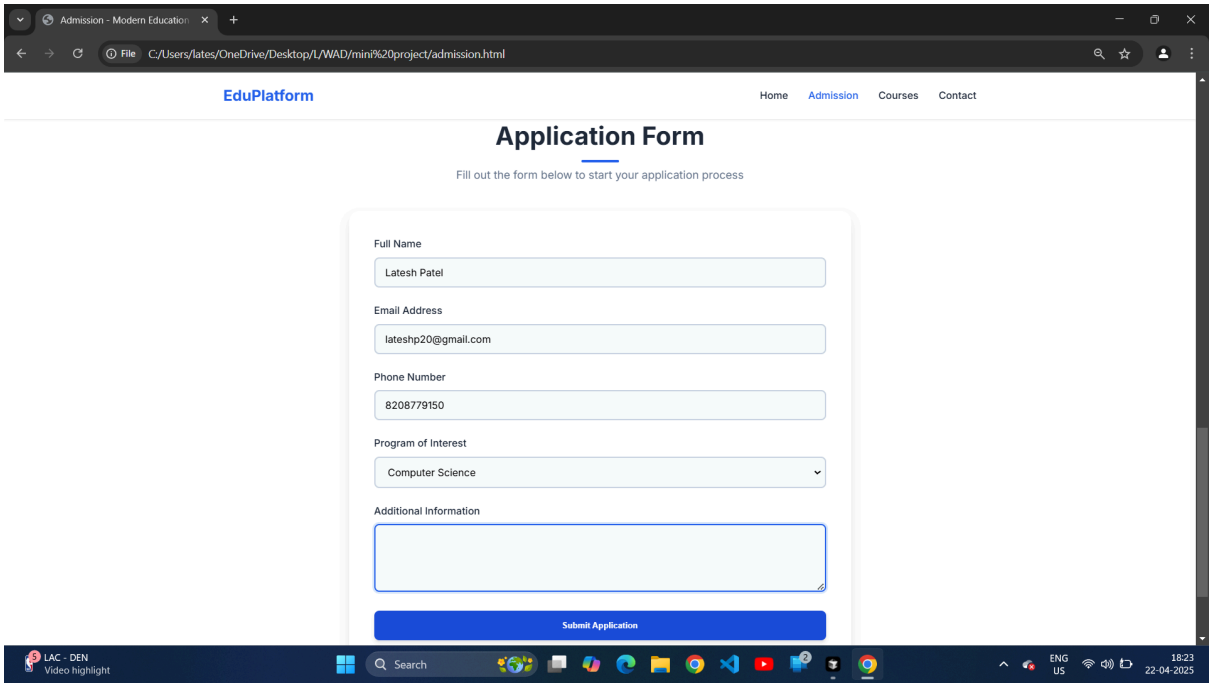 Admission - Modern Education
File C:/Users/lates/OneDrive/Desktop/L/WAD/mini%20project/admission.html
EduPlatform Home Admission Courses Contact
Application Form
Fill out the form below to start your application process
Full Name
Latesh Patel
Email Address
lateshp20@gmail.com
Phone Number
8208779150
Program of Interest
Computer Science
Additional Information
Submit Application
5 LAC - DEN
Video highlight
Search
2
ENG
US
18:23
22-04-2025